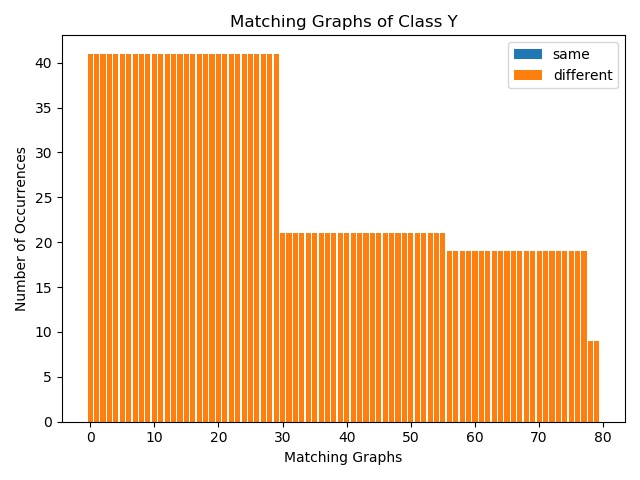 Matching Graphs of Class Y
same
different
Number of Occurrences
40
35
30
25
20
15
10
5
0
0 10 20 30 40 50 60 70 80
Matching Graphs